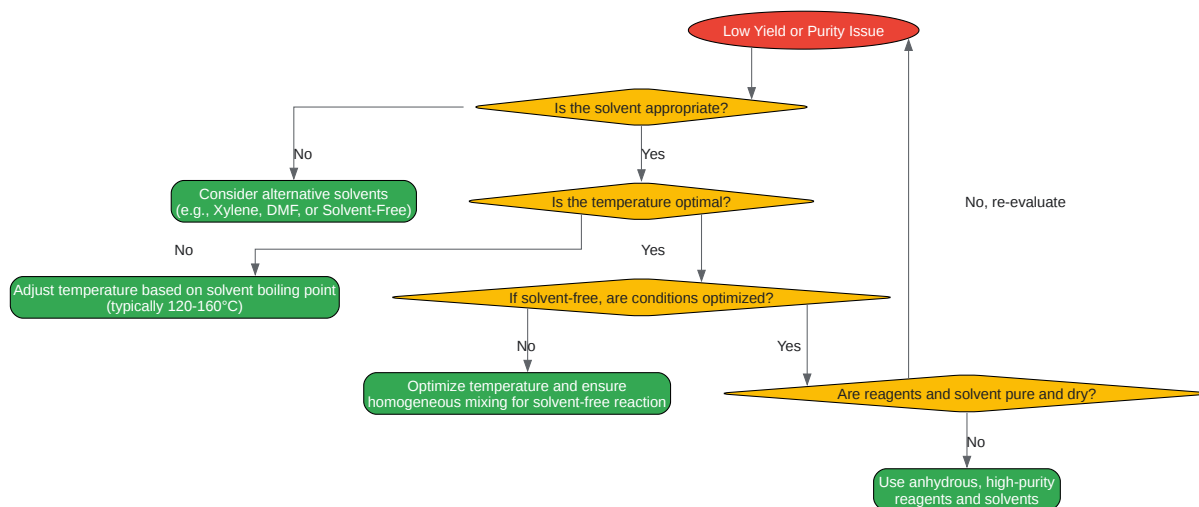 Low Yield or Purity Issue
Is the solvent appropriate?
No
Yes
Consider alternative solvents
(e.g., Xylene, DMF, or Solvent-Free)
Is the temperature optimal?
No, re-evaluate
No
Yes
Adjust temperature based on solvent boiling point
(typically 120-160°C)
If solvent-free, are conditions optimized?
No
Yes
Optimize temperature and ensure
homogeneous mixing for solvent-free reaction
Are reagents and solvent pure and dry?
No
Use anhydrous, high-purity
reagents and solvents